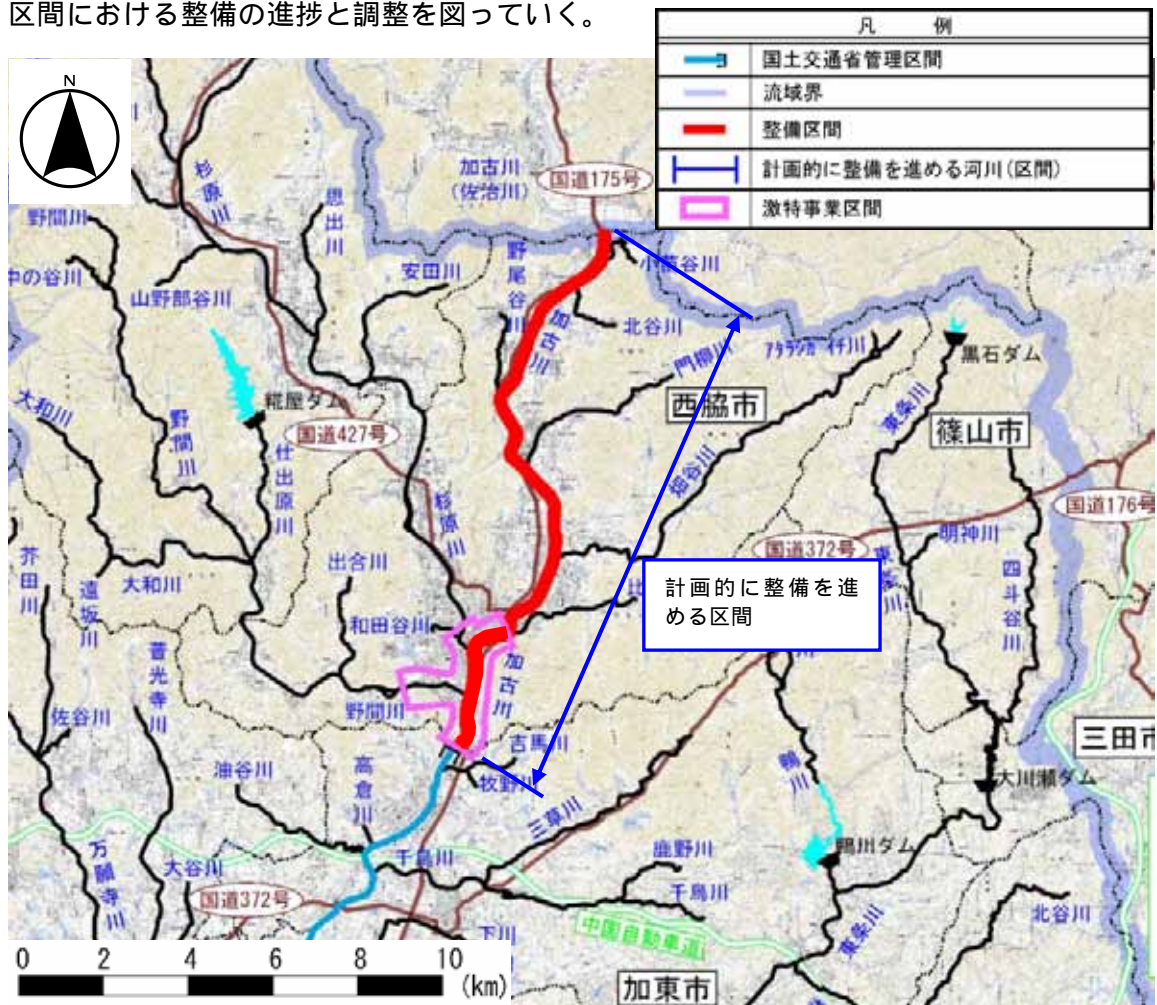 区間における整備の進捗と調整を図っていく。
凡　例
国土交通省管理区間
流域界
整備区間
計画的に整備を進める河川(区間)
激特事業区間
N
杉原川
野間川
思出川
加古川
(佐治川)
国道175号
中の谷川
山野部谷川
安田川
野尾谷川
加古川
小苗谷川
北谷川
門柳川
黒石ダム
大和川
糀屋ダム
国道427号
西脇市
東条川
篠山市
野間川
仕出原川
杉原川
畑谷川
国道176号
国道372号
明神川
芥田川
遠坂川
大和川
出合川
四斗谷川
計画的に整備を進
める区間
和田谷川
加古川
普光寺川
野間川
佐谷川
吉馬川
三田市
油谷川
高倉川
牧野川
鴨川
大川瀬ダム
三草川
万願寺川
大谷川
千鳥川
鹿野川
鴨川ダム
国道372号
千鳥川
北谷川
下川
中国自動車道
東条川
加東市
0 2 4 6 8 10
(km)